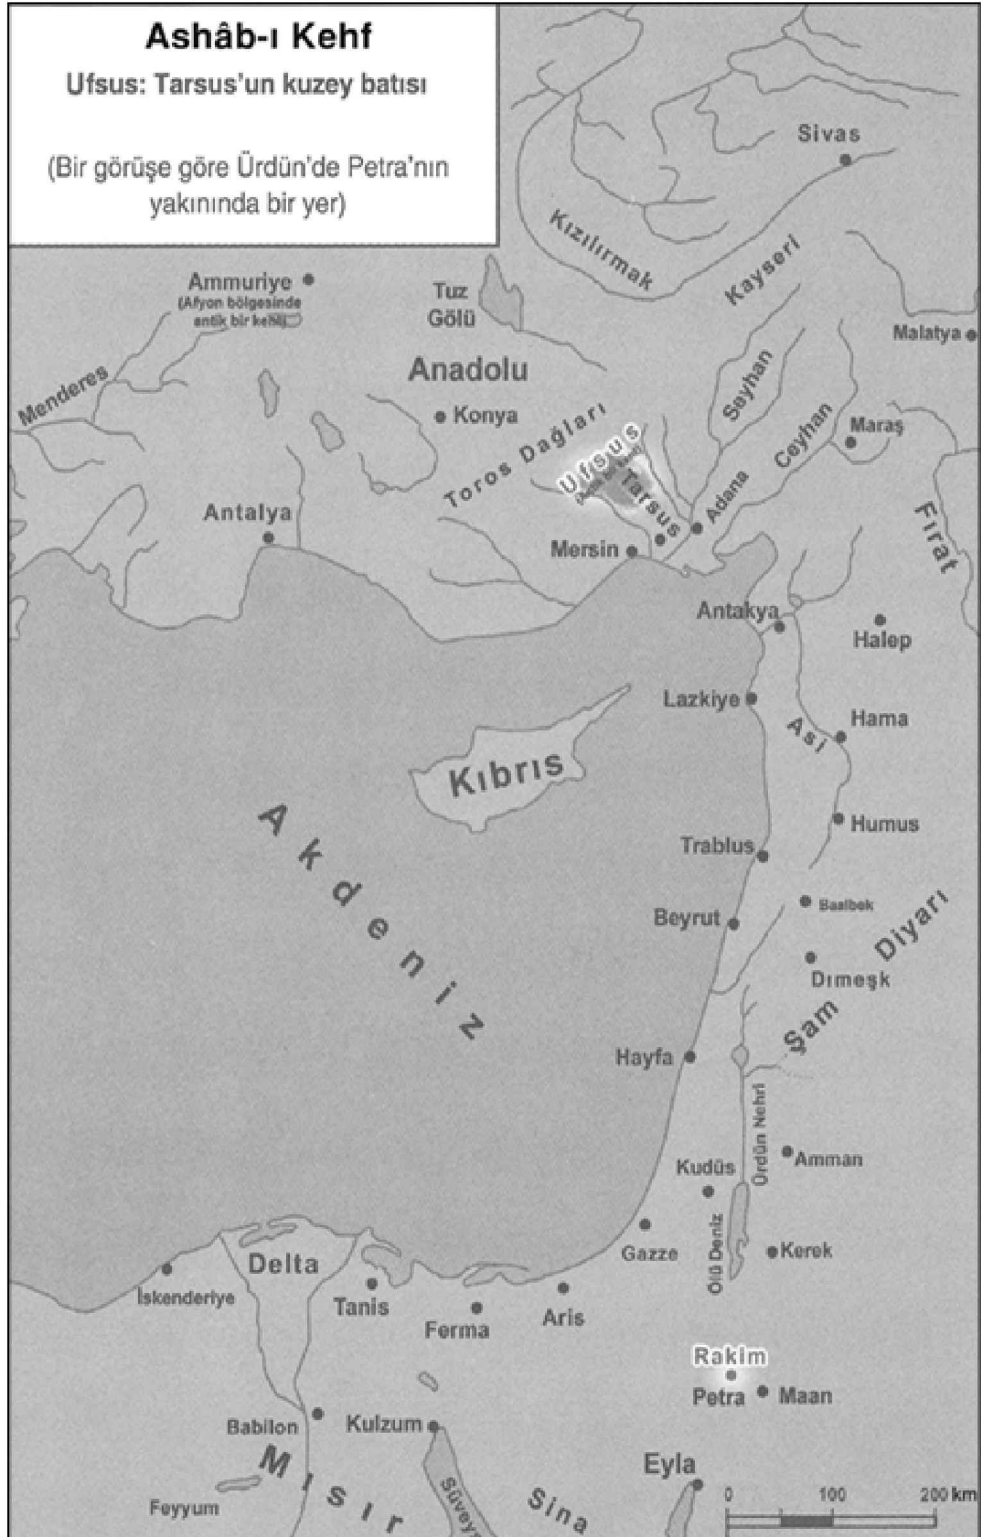 Ashâb-ı Kehf
Ufsus: Tarsus'un kuzey batısı
(Bir görüşe göre Ürdün'de Petra'nın
yakınında bir yer)
Sivas
Kızılırmak
Kayseri
Ammuriye
(Afyon bölgesinde
antik bir kent)
Tuz
Gölü
Malatya
Anadolu
Menderes
Konya
Seyhan
Ceyhan
Maraş
Toros Dağları
Ufsus
Tarsus
Adana
Fırat
Antalya
Mersin
Antakya
Halep
Lazkiye
Hama
Asi
Kıbrıs
Akdeniz
Humus
Trablus
Baalbek
Beyrut
Diyarı
Dımeşk
Şam
Hayfa
Ürdün Nehri
Amman
Kudüs
Ölü Deniz
Gazze
Kerek
Delta
İskenderiye
Tanis
Ferma
Aris
Rakim
Petra
Maan
Babilon
Kulzum
Mısır
Feyyum
Süveyş
Sina
Eyla
0 100 200 km